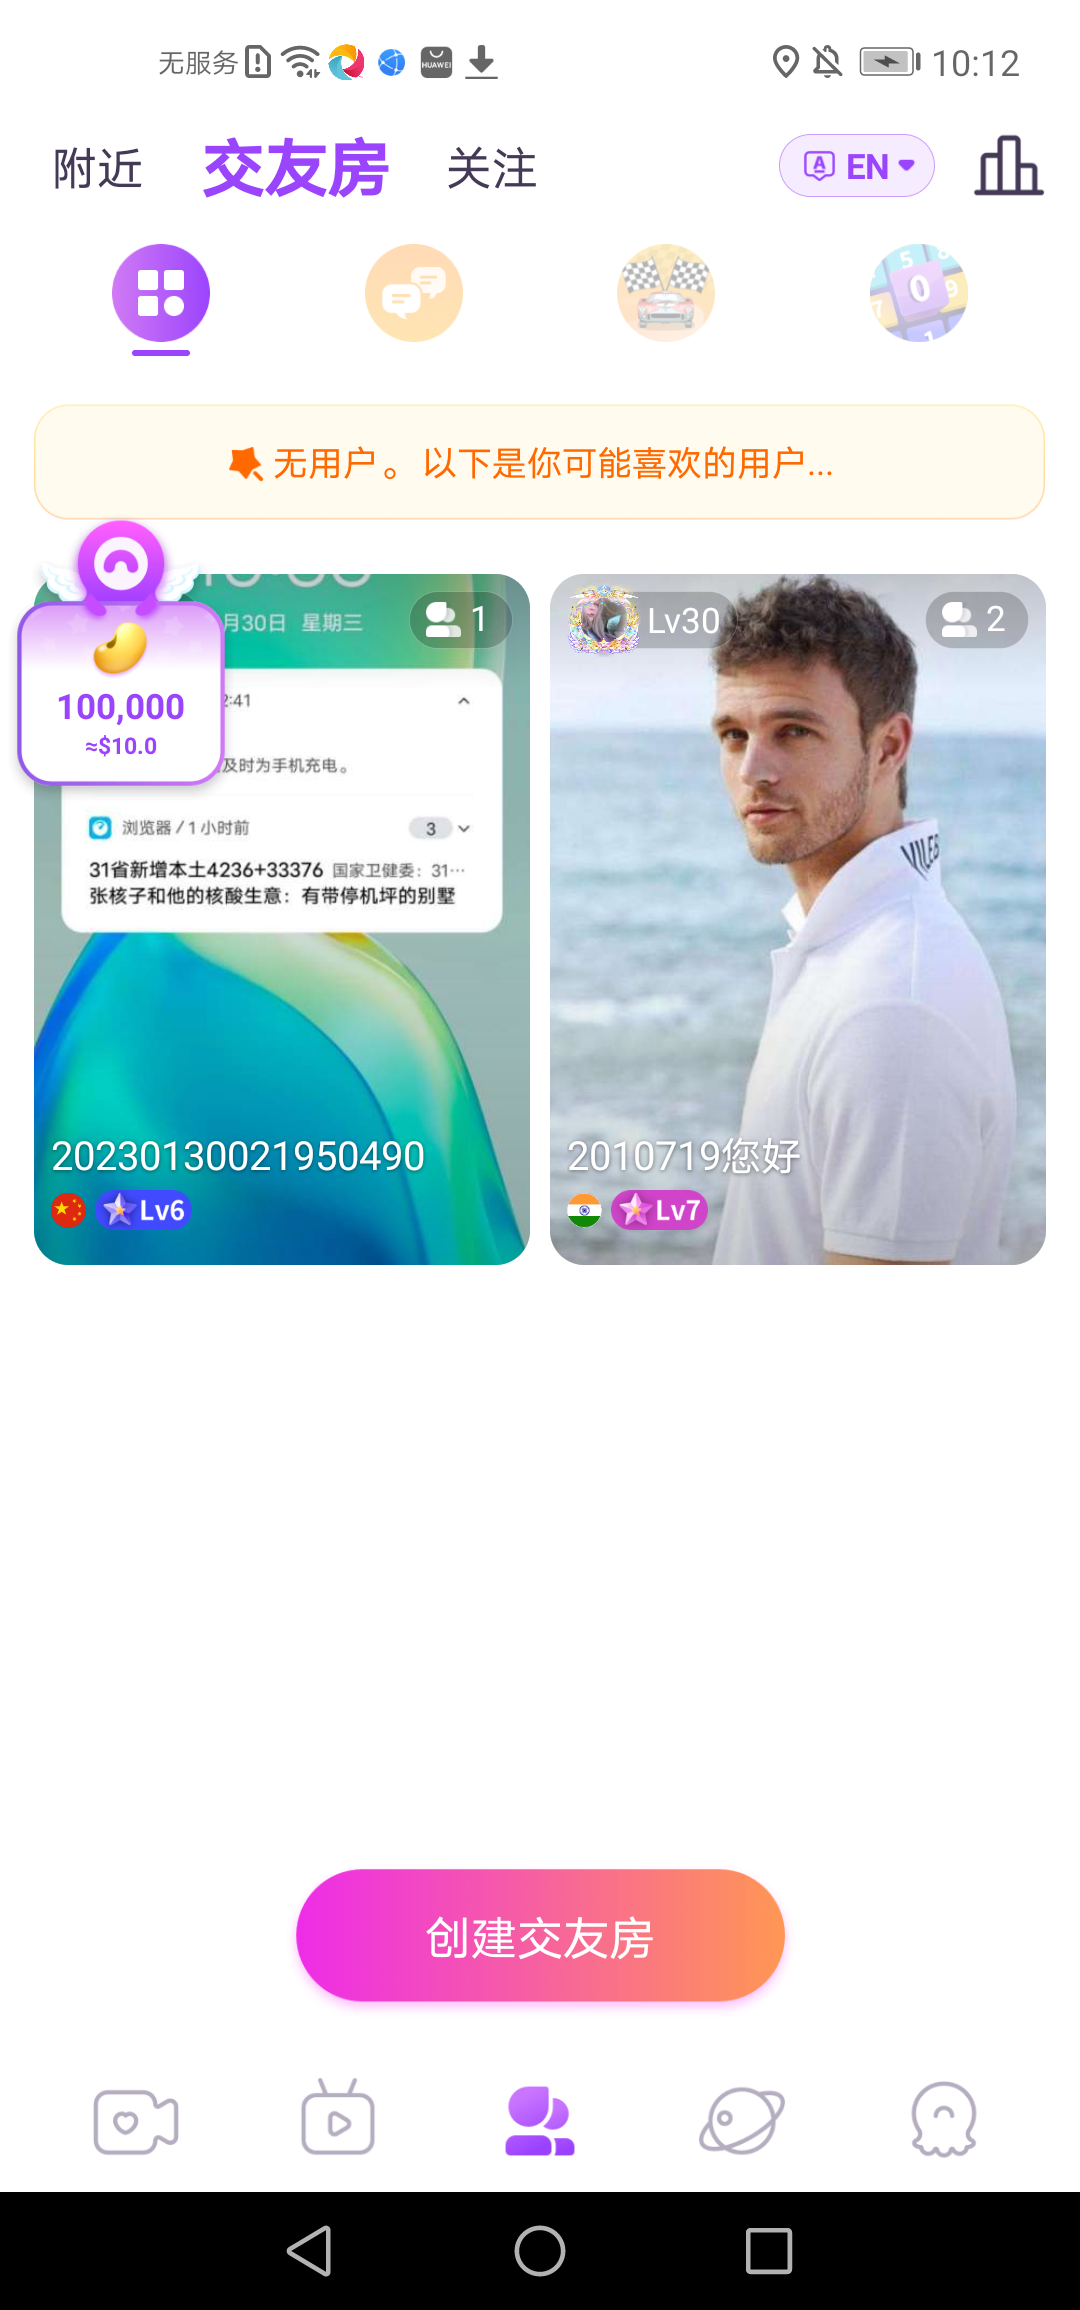 无服务
HUAWEI
10:12
附近 交友房 关注
EN
无用户。以下是你可能喜欢的用户...
月30日 星期三
1
Lv30
2
100,000
≈$10.0
2:41
及时为手机充电。
浏览器 / 1 小时前
3
31省新增本土4236+33376 国家卫健委：31···
张核子和他的核酸生意：有带停机坪的别墅
20230130021950490
Lv6
2010719您好
Lv7
创建交友房